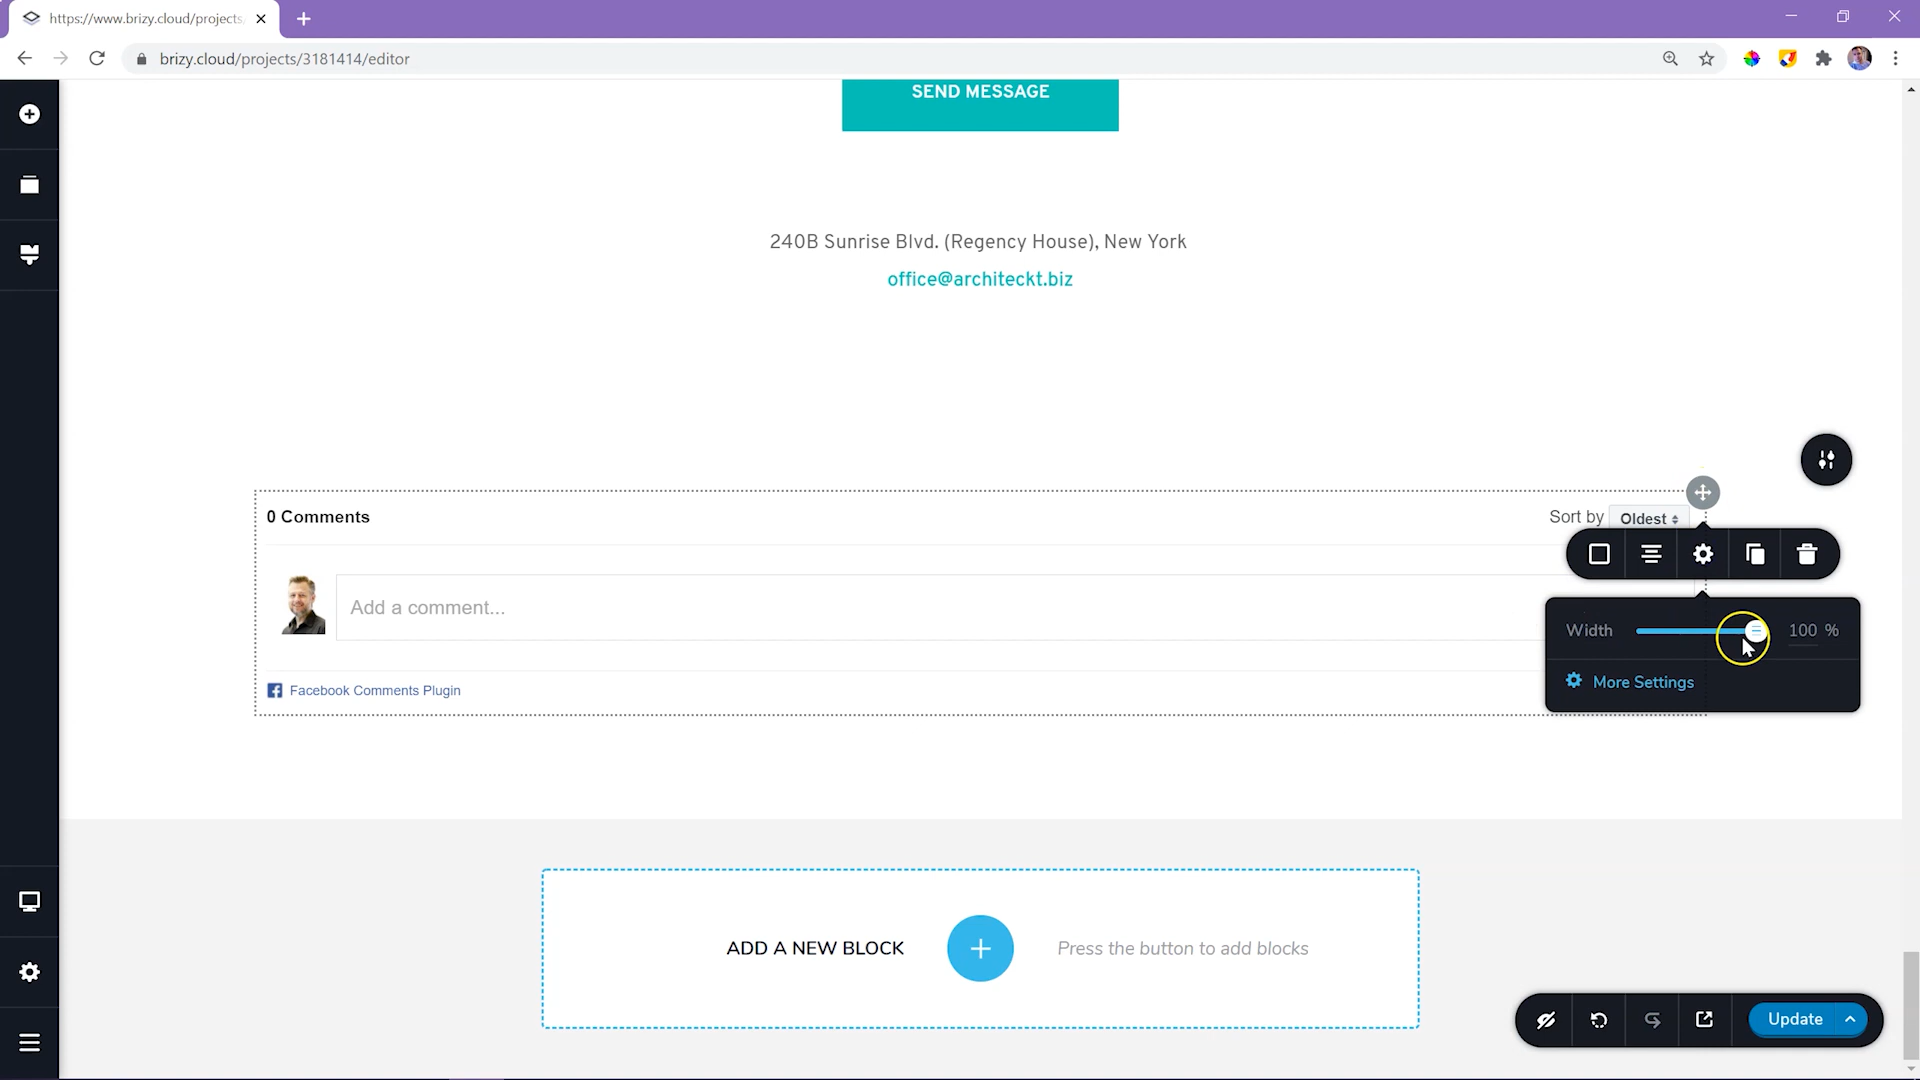 https://www.brizy.cloud/projects
brizy.cloud/projects/3181414/editor
SEND MESSAGE
240B Sunrise Blvd. (Regency House), New York
office@architeckt.biz
0 Comments
Sort by Oldest
Add a comment...
Width 100 %
More Settings
Facebook Comments Plugin
ADD A NEW BLOCK
Press the button to add blocks
Update